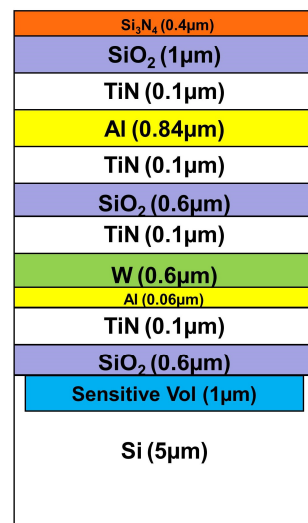 Si₃N₄ (0.4µm)
SiO₂ (1µm)
TiN (0.1µm)
Al (0.84µm)
TiN (0.1µm)
SiO₂ (0.6µm)
TiN (0.1µm)
W (0.6µm)
Al (0.06µm)
TiN (0.1µm)
SiO₂ (0.6µm)
Sensitive Vol (1µm)
Si (5µm)